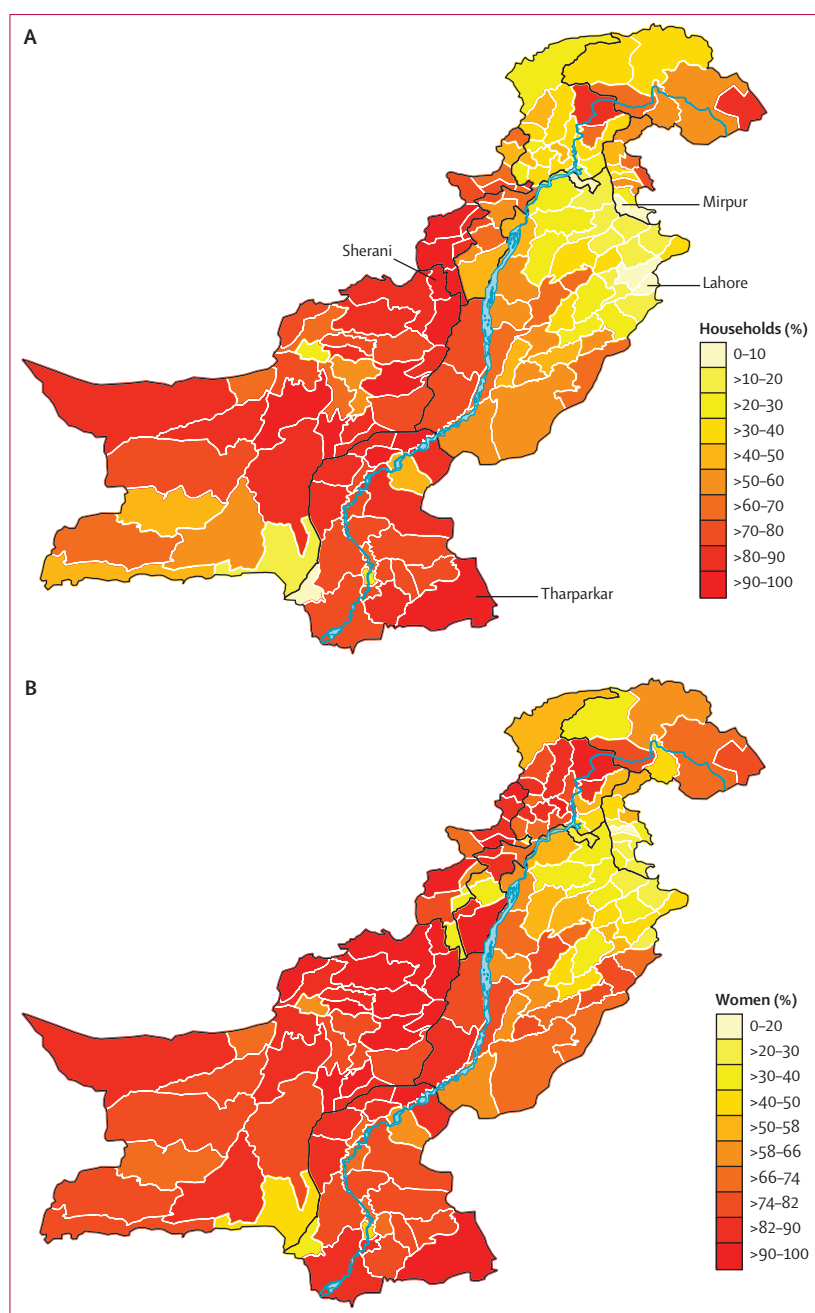 A
Mirpur
Sherani
Lahore
Households (%)
0–10
>10–20
>20–30
>30–40
>40–50
>50–60
>60–70
>70–80
>80–90
>90–100
Tharparkar
B
Women (%)
0–20
>20–30
>30–40
>40–50
>50–58
>58–66
>66–74
>74–82
>82–90
>90–100